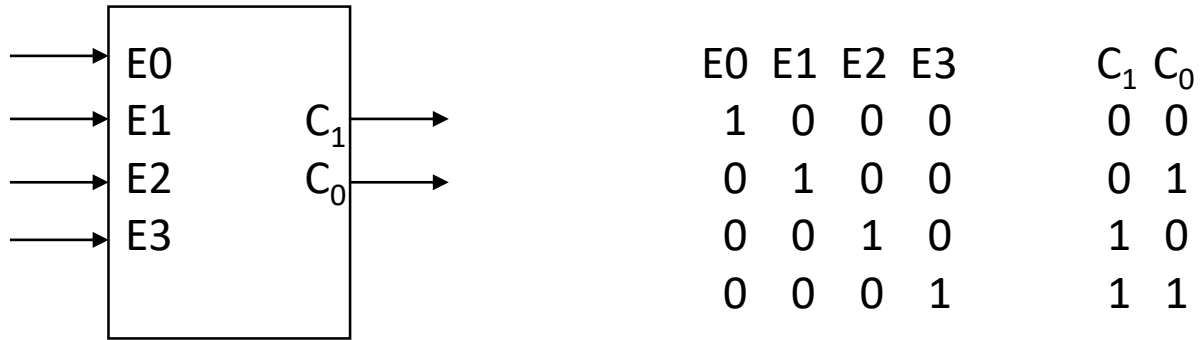 E0
E1 C₁
E2 C₀
E3
E0 E1 E2 E3 C₁ C₀
1 0 0 0 0 0
0 1 0 0 0 1
0 0 1 0 1 0
0 0 0 1 1 1